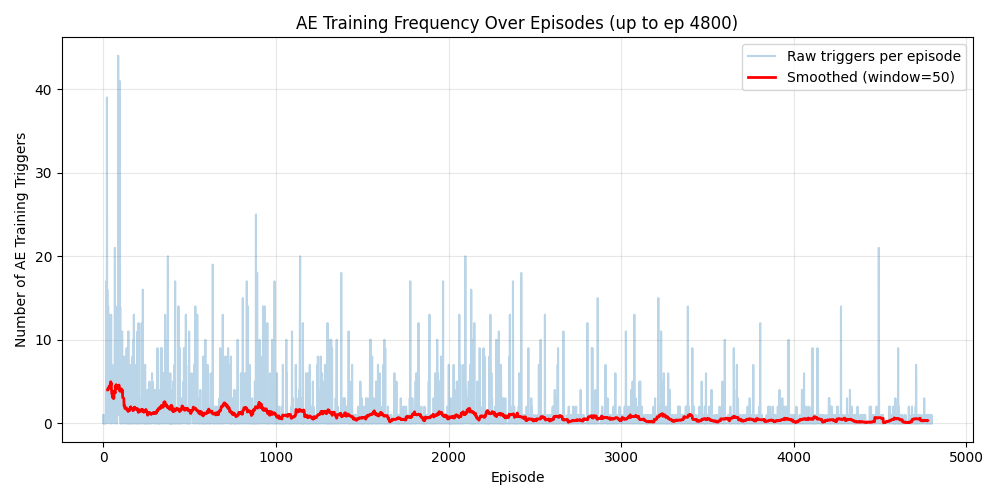 AE Training Frequency Over Episodes (up to ep 4800)
Raw triggers per episode
Smoothed (window=50)
Number of AE Training Triggers
40
30
20
10
0
0 1000 2000 3000 4000 5000
Episode